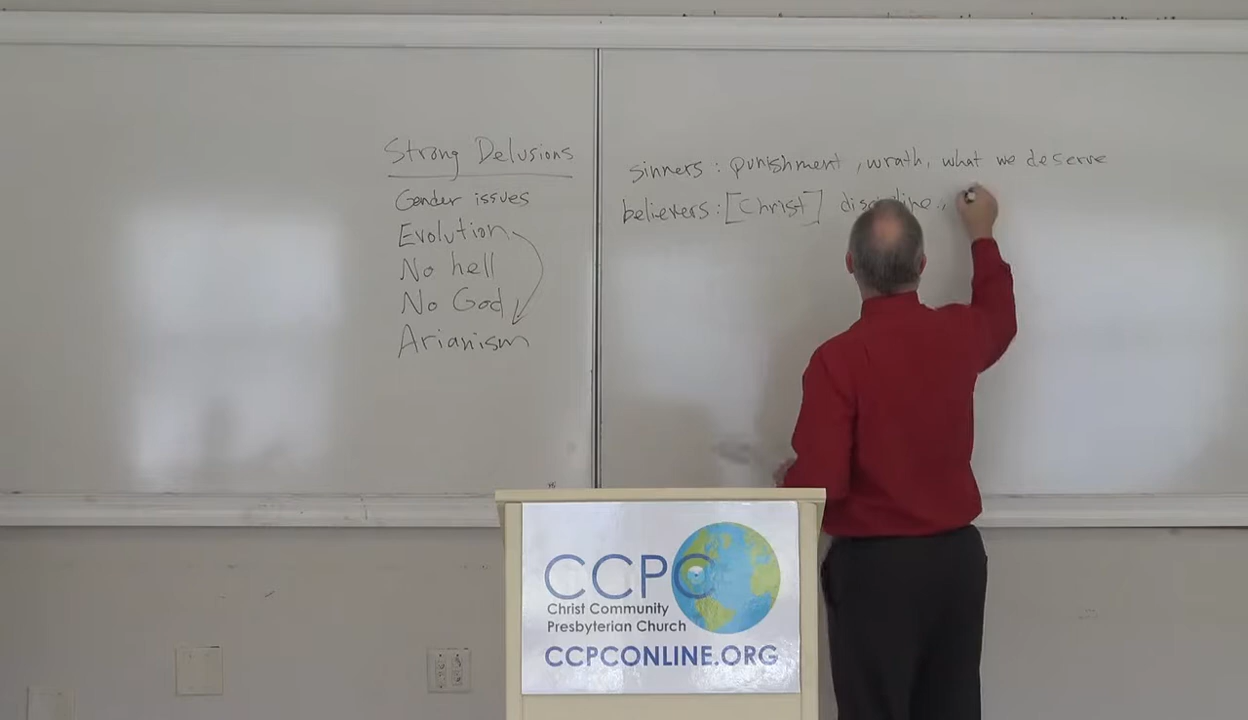 Strong Delusions
Gender issues
Evolution
No hell
No God
Arianism
sinners: punishment, wrath, what we deserve
believers: [Christ] discipline,
CCPC
Christ Community
Presbyterian Church
CCPCONLINE.ORG